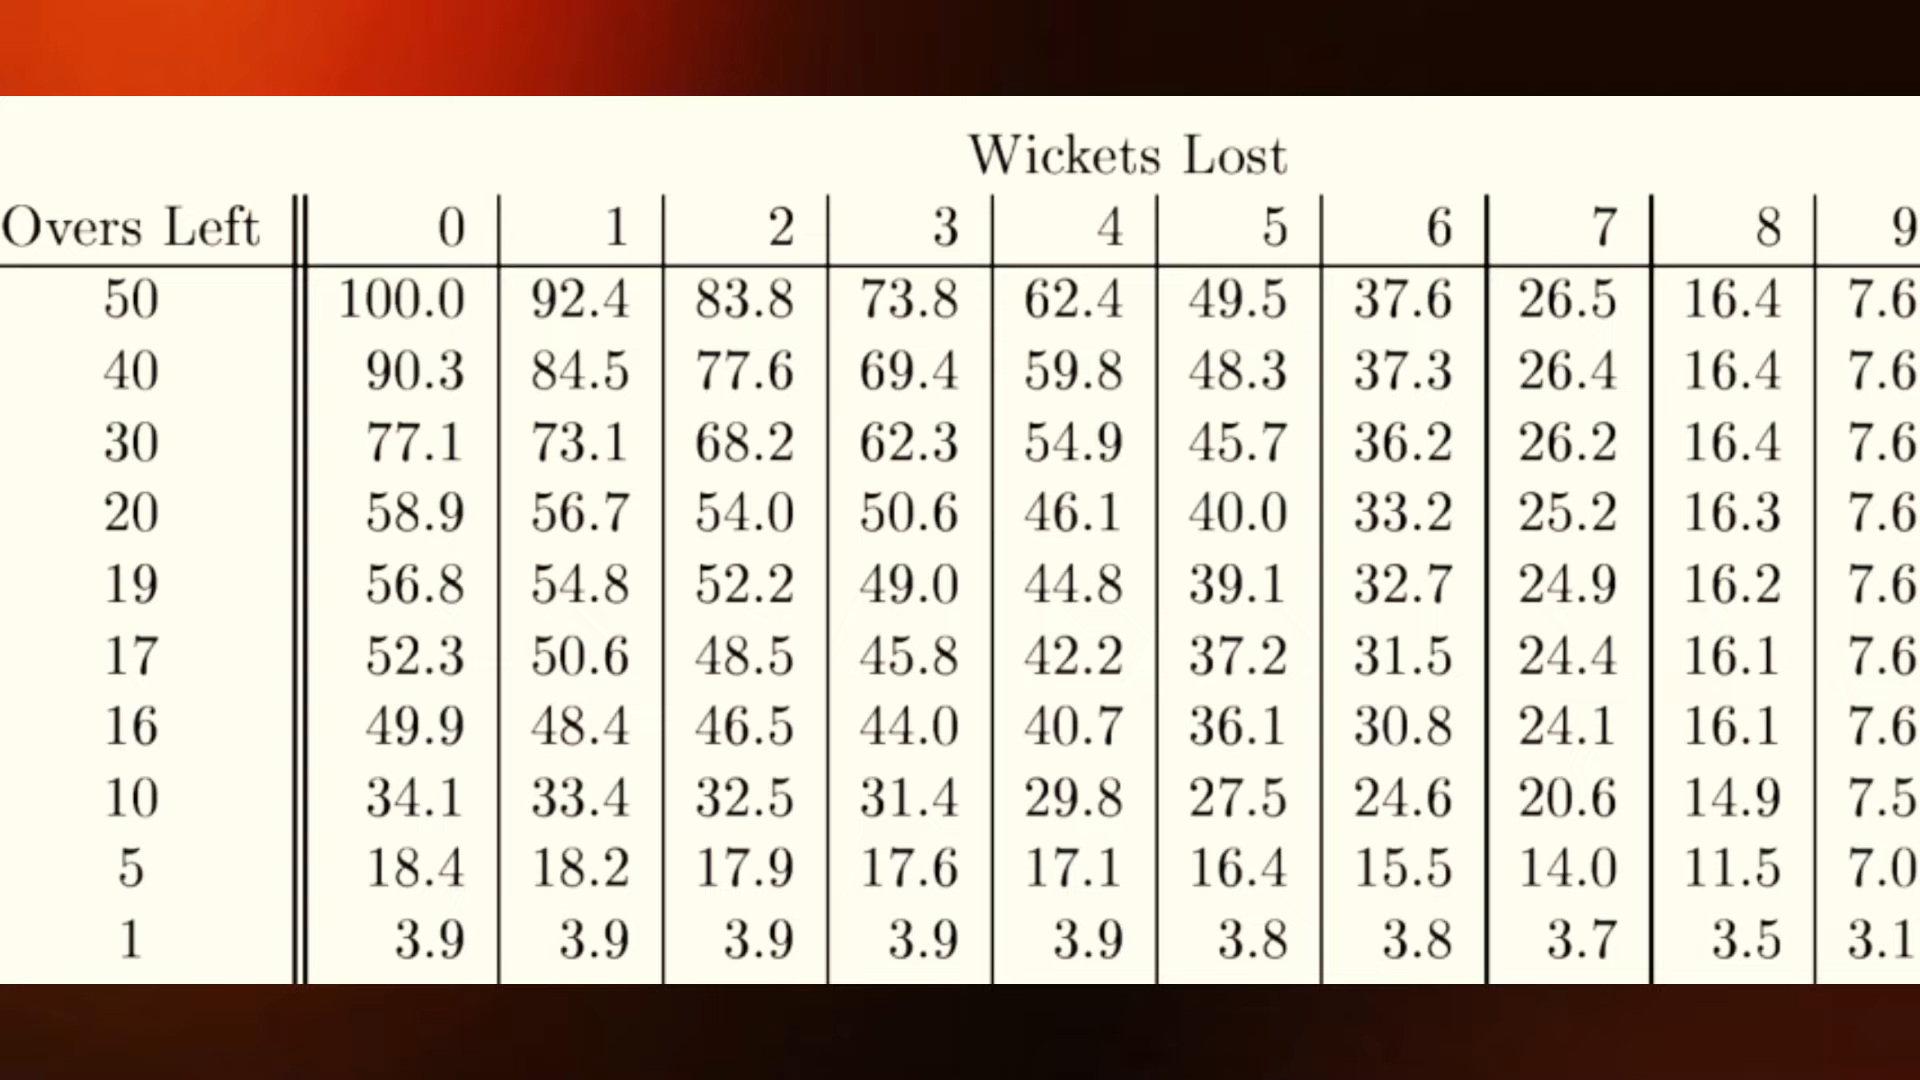 Wickets Lost
Overs Left 0 1 2 3 4 5 6 7 8 9
50 100.0 92.4 83.8 73.8 62.4 49.5 37.6 26.5 16.4 7.6
40 90.3 84.5 77.6 69.4 59.8 48.3 37.3 26.4 16.4 7.6
30 77.1 73.1 68.2 62.3 54.9 45.7 36.2 26.2 16.4 7.6
20 58.9 56.7 54.0 50.6 46.1 40.0 33.2 25.2 16.3 7.6
19 56.8 54.8 52.2 49.0 44.8 39.1 32.7 24.9 16.2 7.6
17 52.3 50.6 48.5 45.8 42.2 37.2 31.5 24.4 16.1 7.6
16 49.9 48.4 46.5 44.0 40.7 36.1 30.8 24.1 16.1 7.6
10 34.1 33.4 32.5 31.4 29.8 27.5 24.6 20.6 14.9 7.5
5 18.4 18.2 17.9 17.6 17.1 16.4 15.5 14.0 11.5 7.0
1 3.9 3.9 3.9 3.9 3.9 3.8 3.8 3.7 3.5 3.1